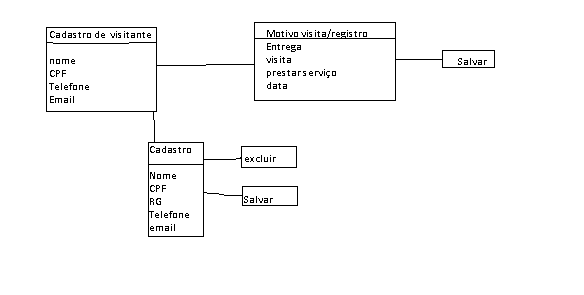 Cadastro de visitante
nome
CPF
Telefone
Email
Motivo visita/registro
Entrega
visita
prestar serviço
data
Salvar
Cadastro
Nome
CPF
RG
Telefone
email
excluir
Salvar